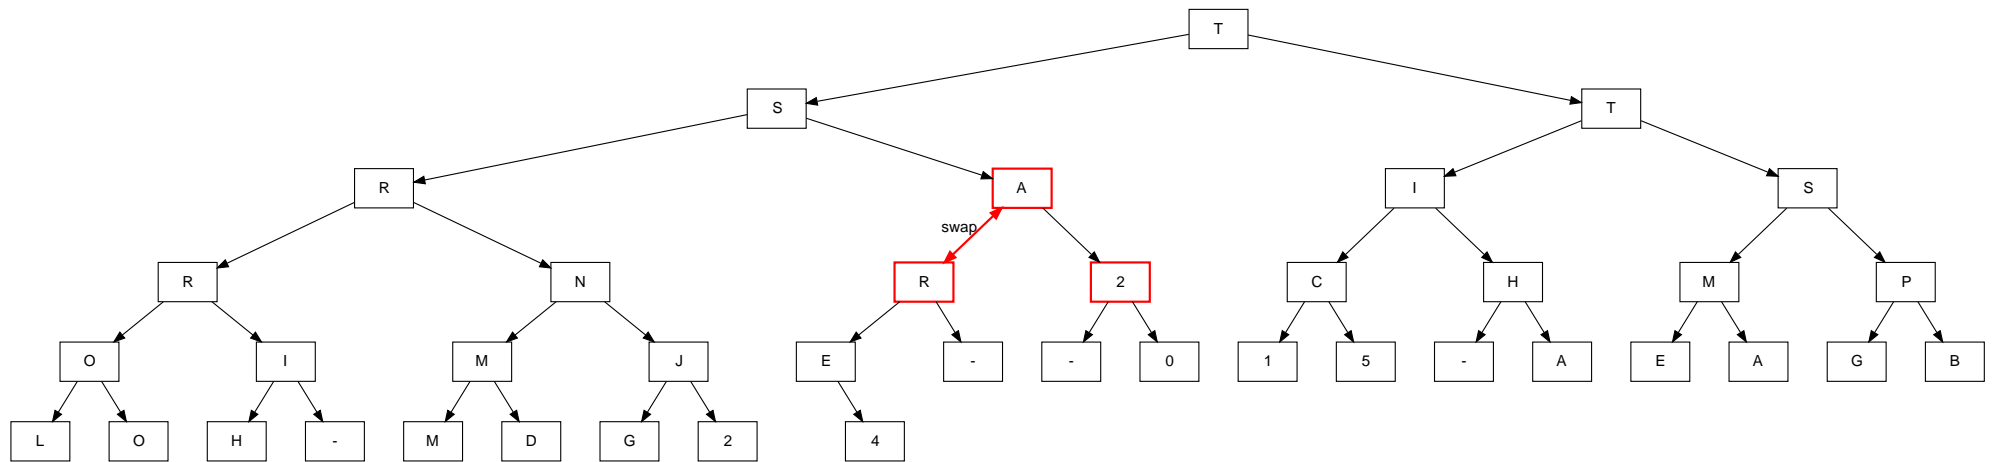 T
S T
R A I S
swap
R N R 2 C H M P
O I M J E - - 0 1 5 - A E A G B
L O H - M D G 2 4